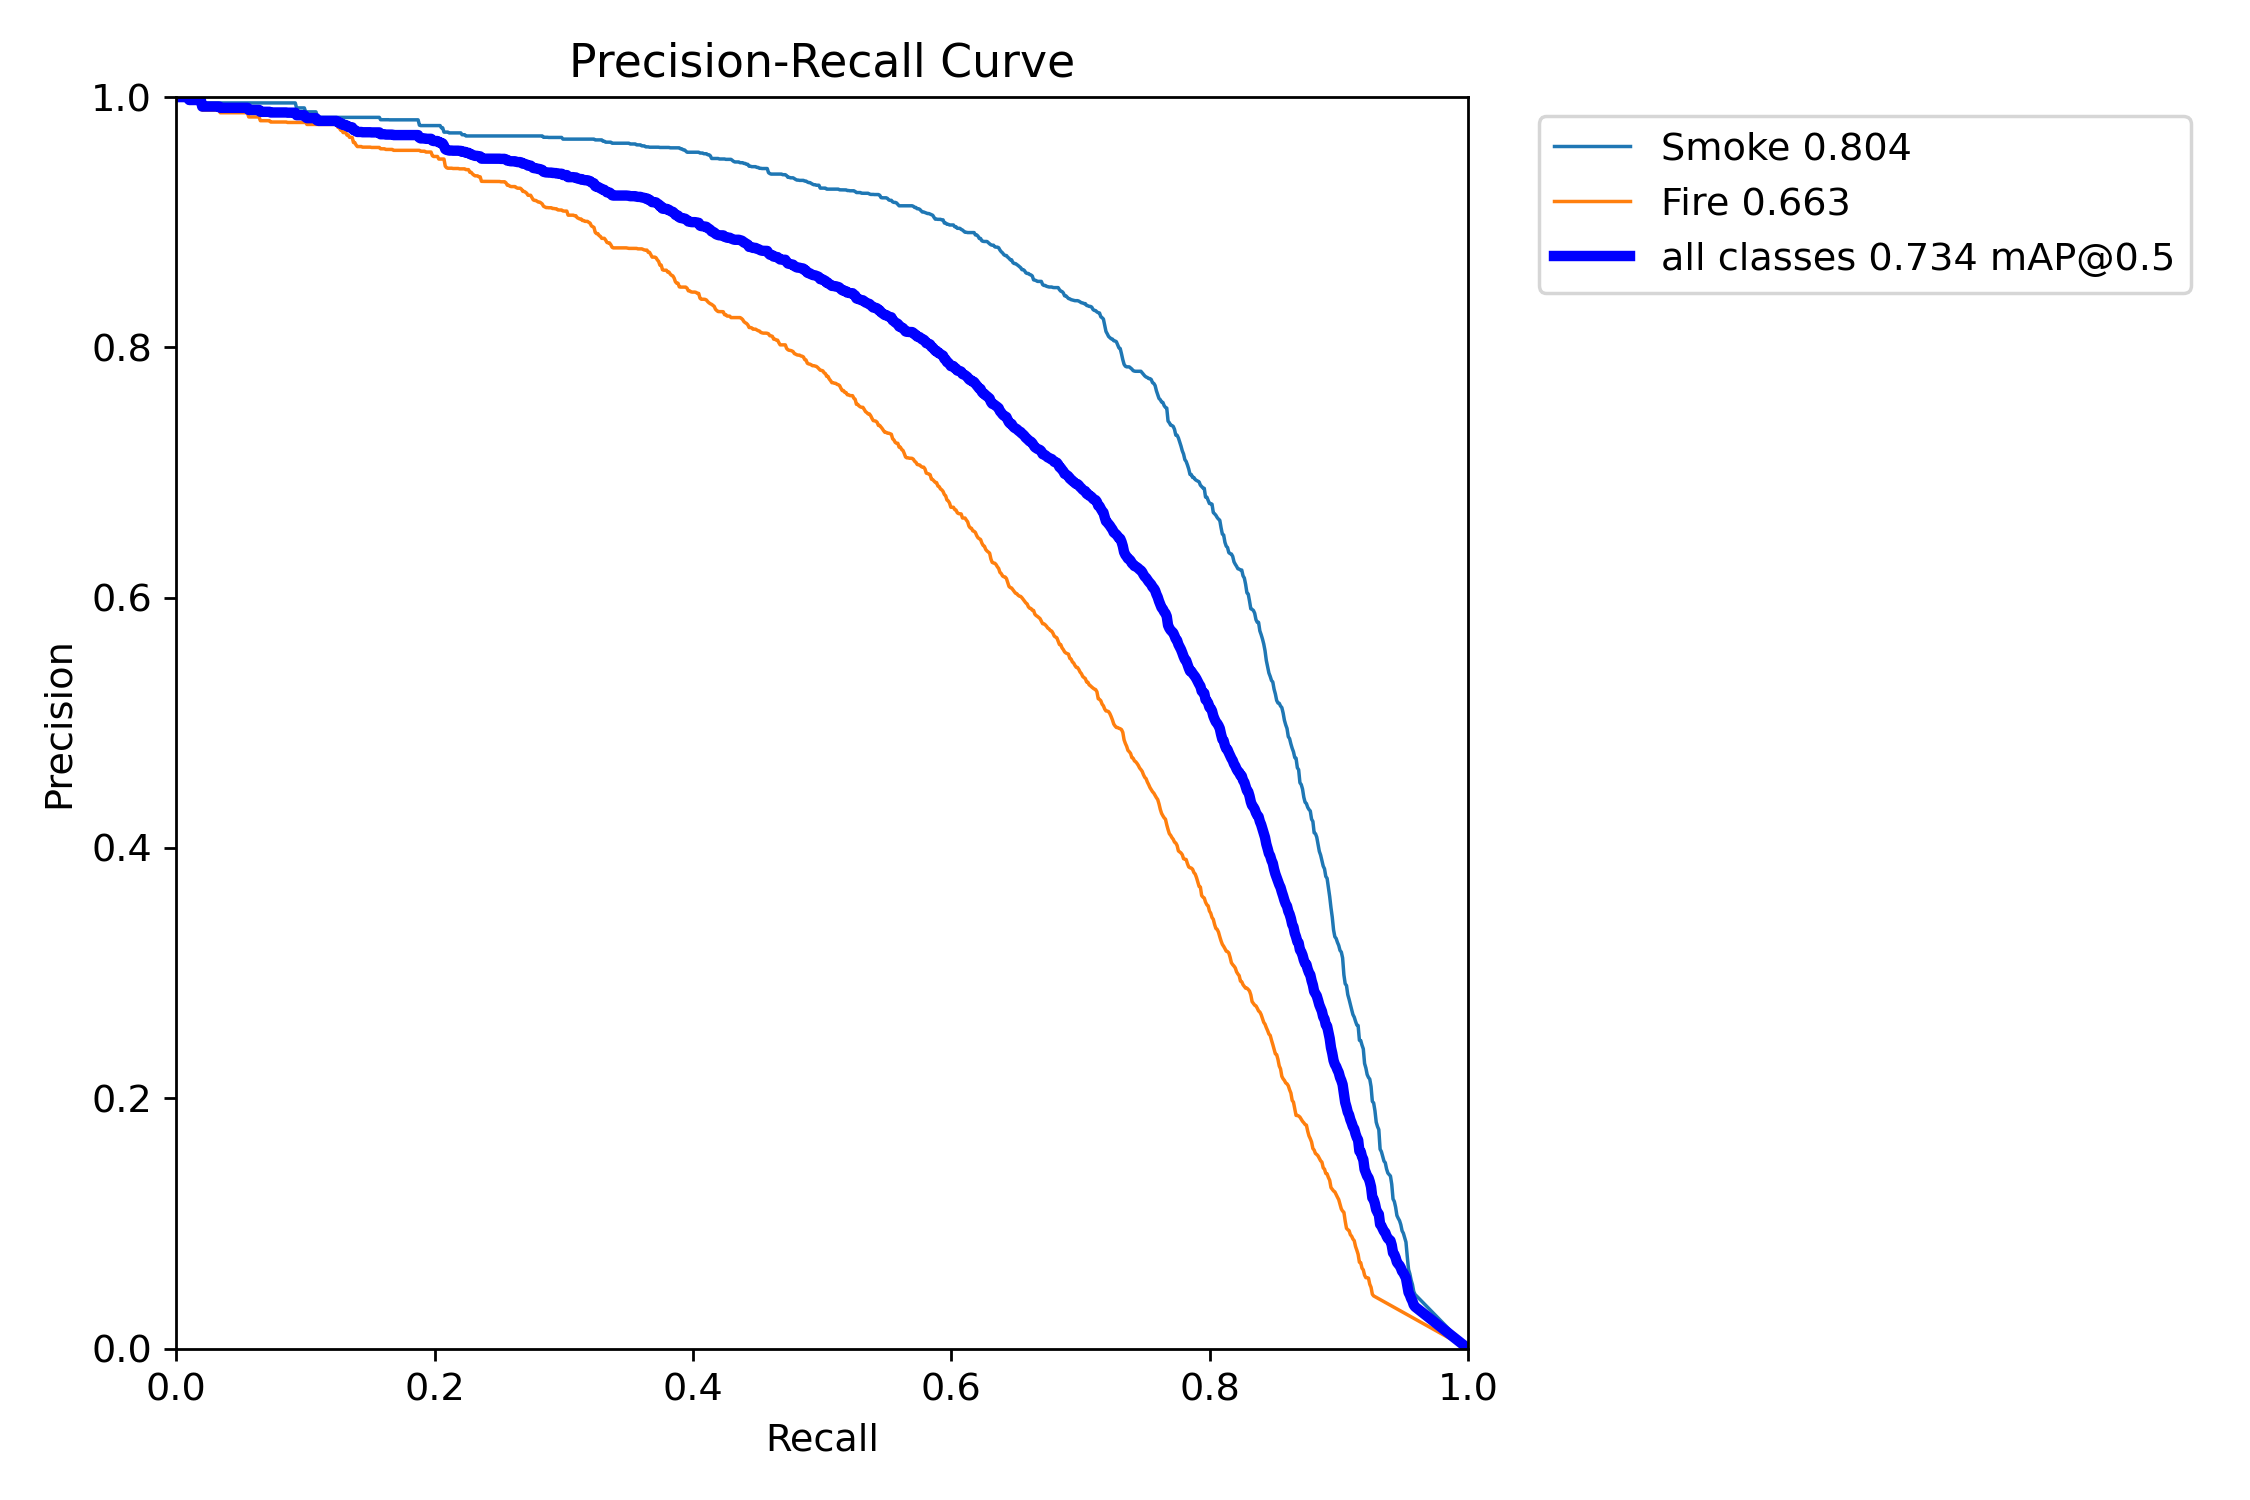 Precision-Recall Curve
1.0
0.8
0.6
0.4
0.2
0.0
Precision
0.0 0.2 0.4 0.6 0.8 1.0
Recall
Smoke 0.804
Fire 0.663
all classes 0.734 mAP@0.5